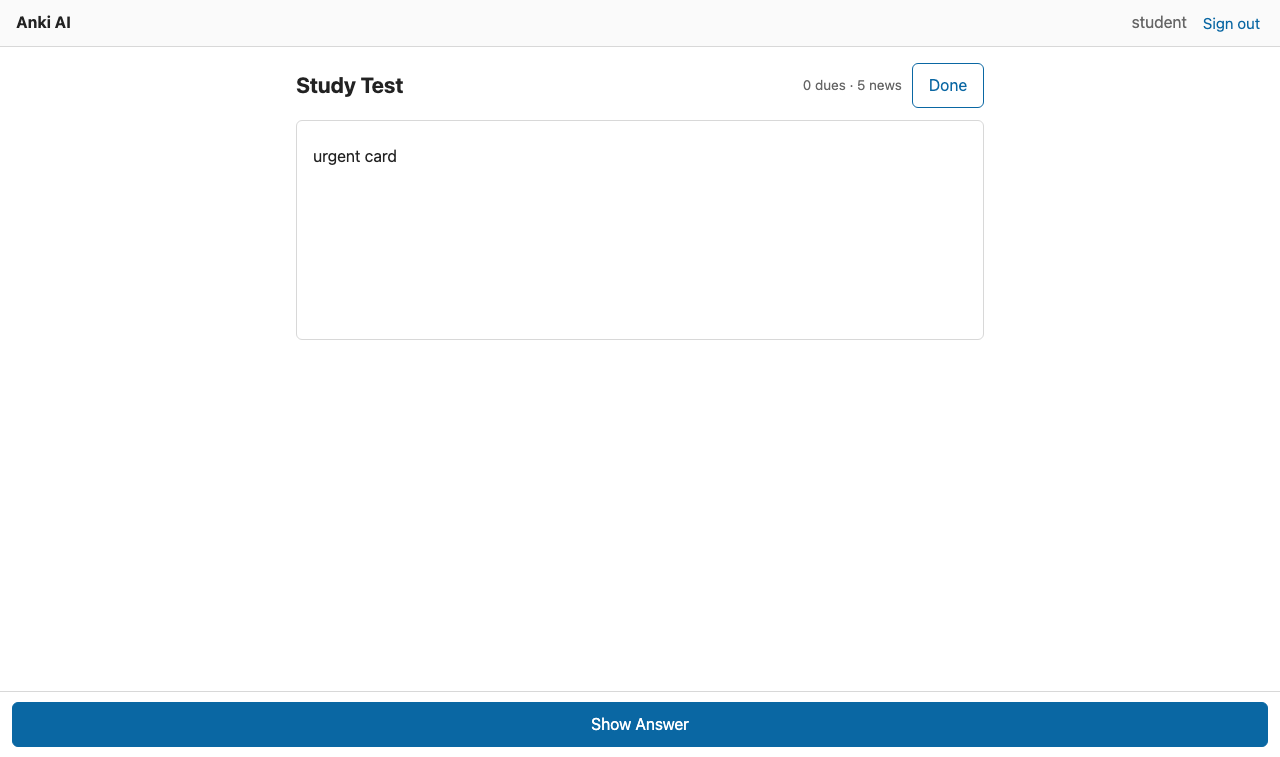 Anki AI
student
Sign out
Study Test
0 dues · 5 news
Done
urgent card
Show Answer